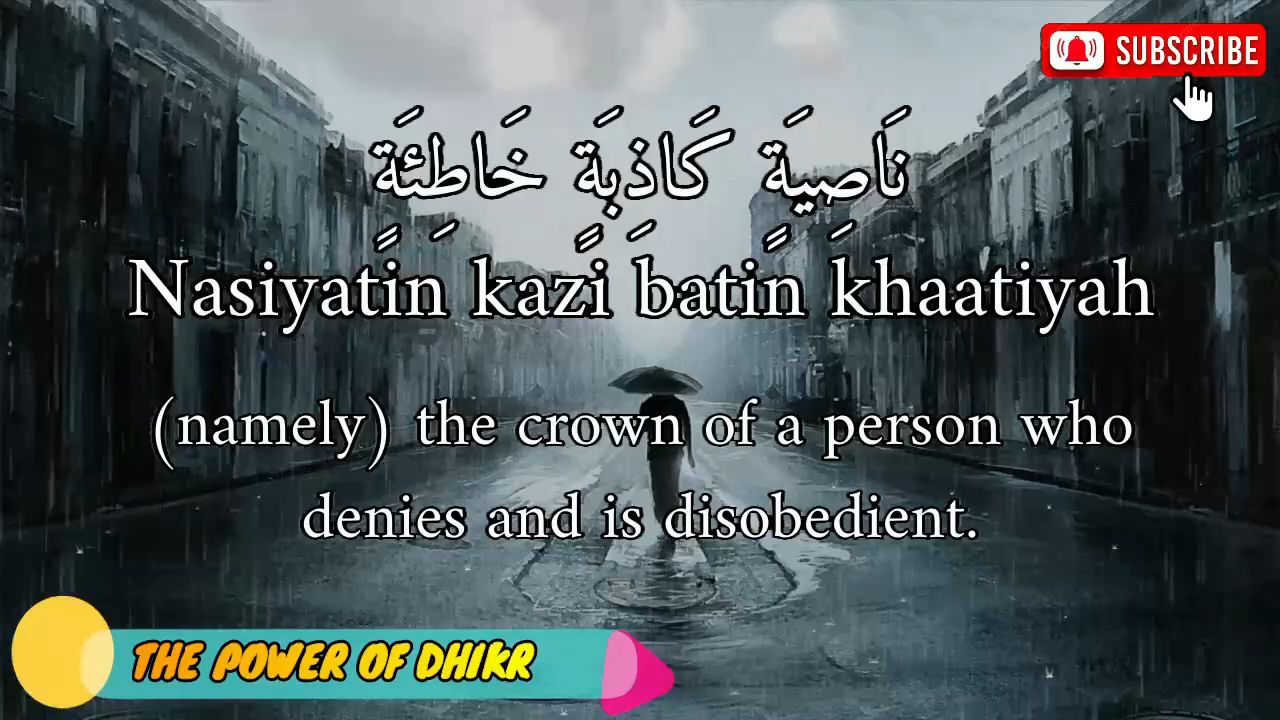 SUBSCRIBE
نَاصِيَةٍ كَاذِبَةٍ خَاطِئَةٍ
Nasiyatin kazi batin khaatiyah
(namely) the crown of a person who
denies and is disobedient.
THE POWER OF DHIKR